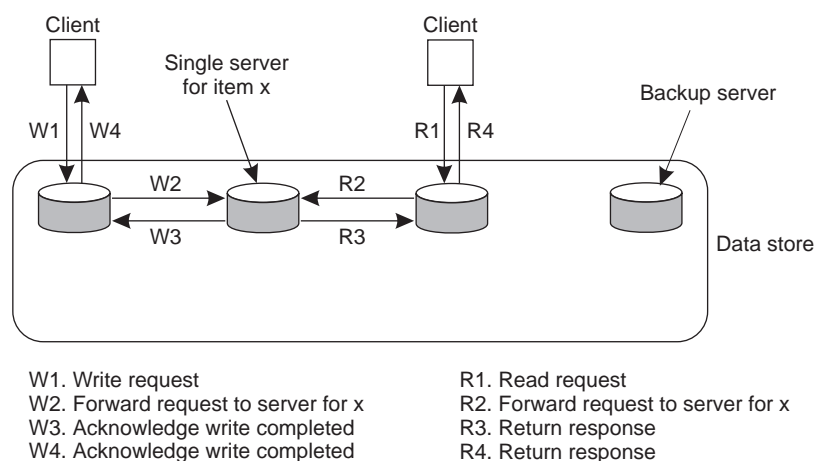 Client
Client
Single server
for item x
Backup server
W1
W4
R1
R4
W2
R2
W3
R3
Data store
W1. Write request
W2. Forward request to server for x
W3. Acknowledge write completed
W4. Acknowledge write completed
R1. Read request
R2. Forward request to server for x
R3. Return response
R4. Return response